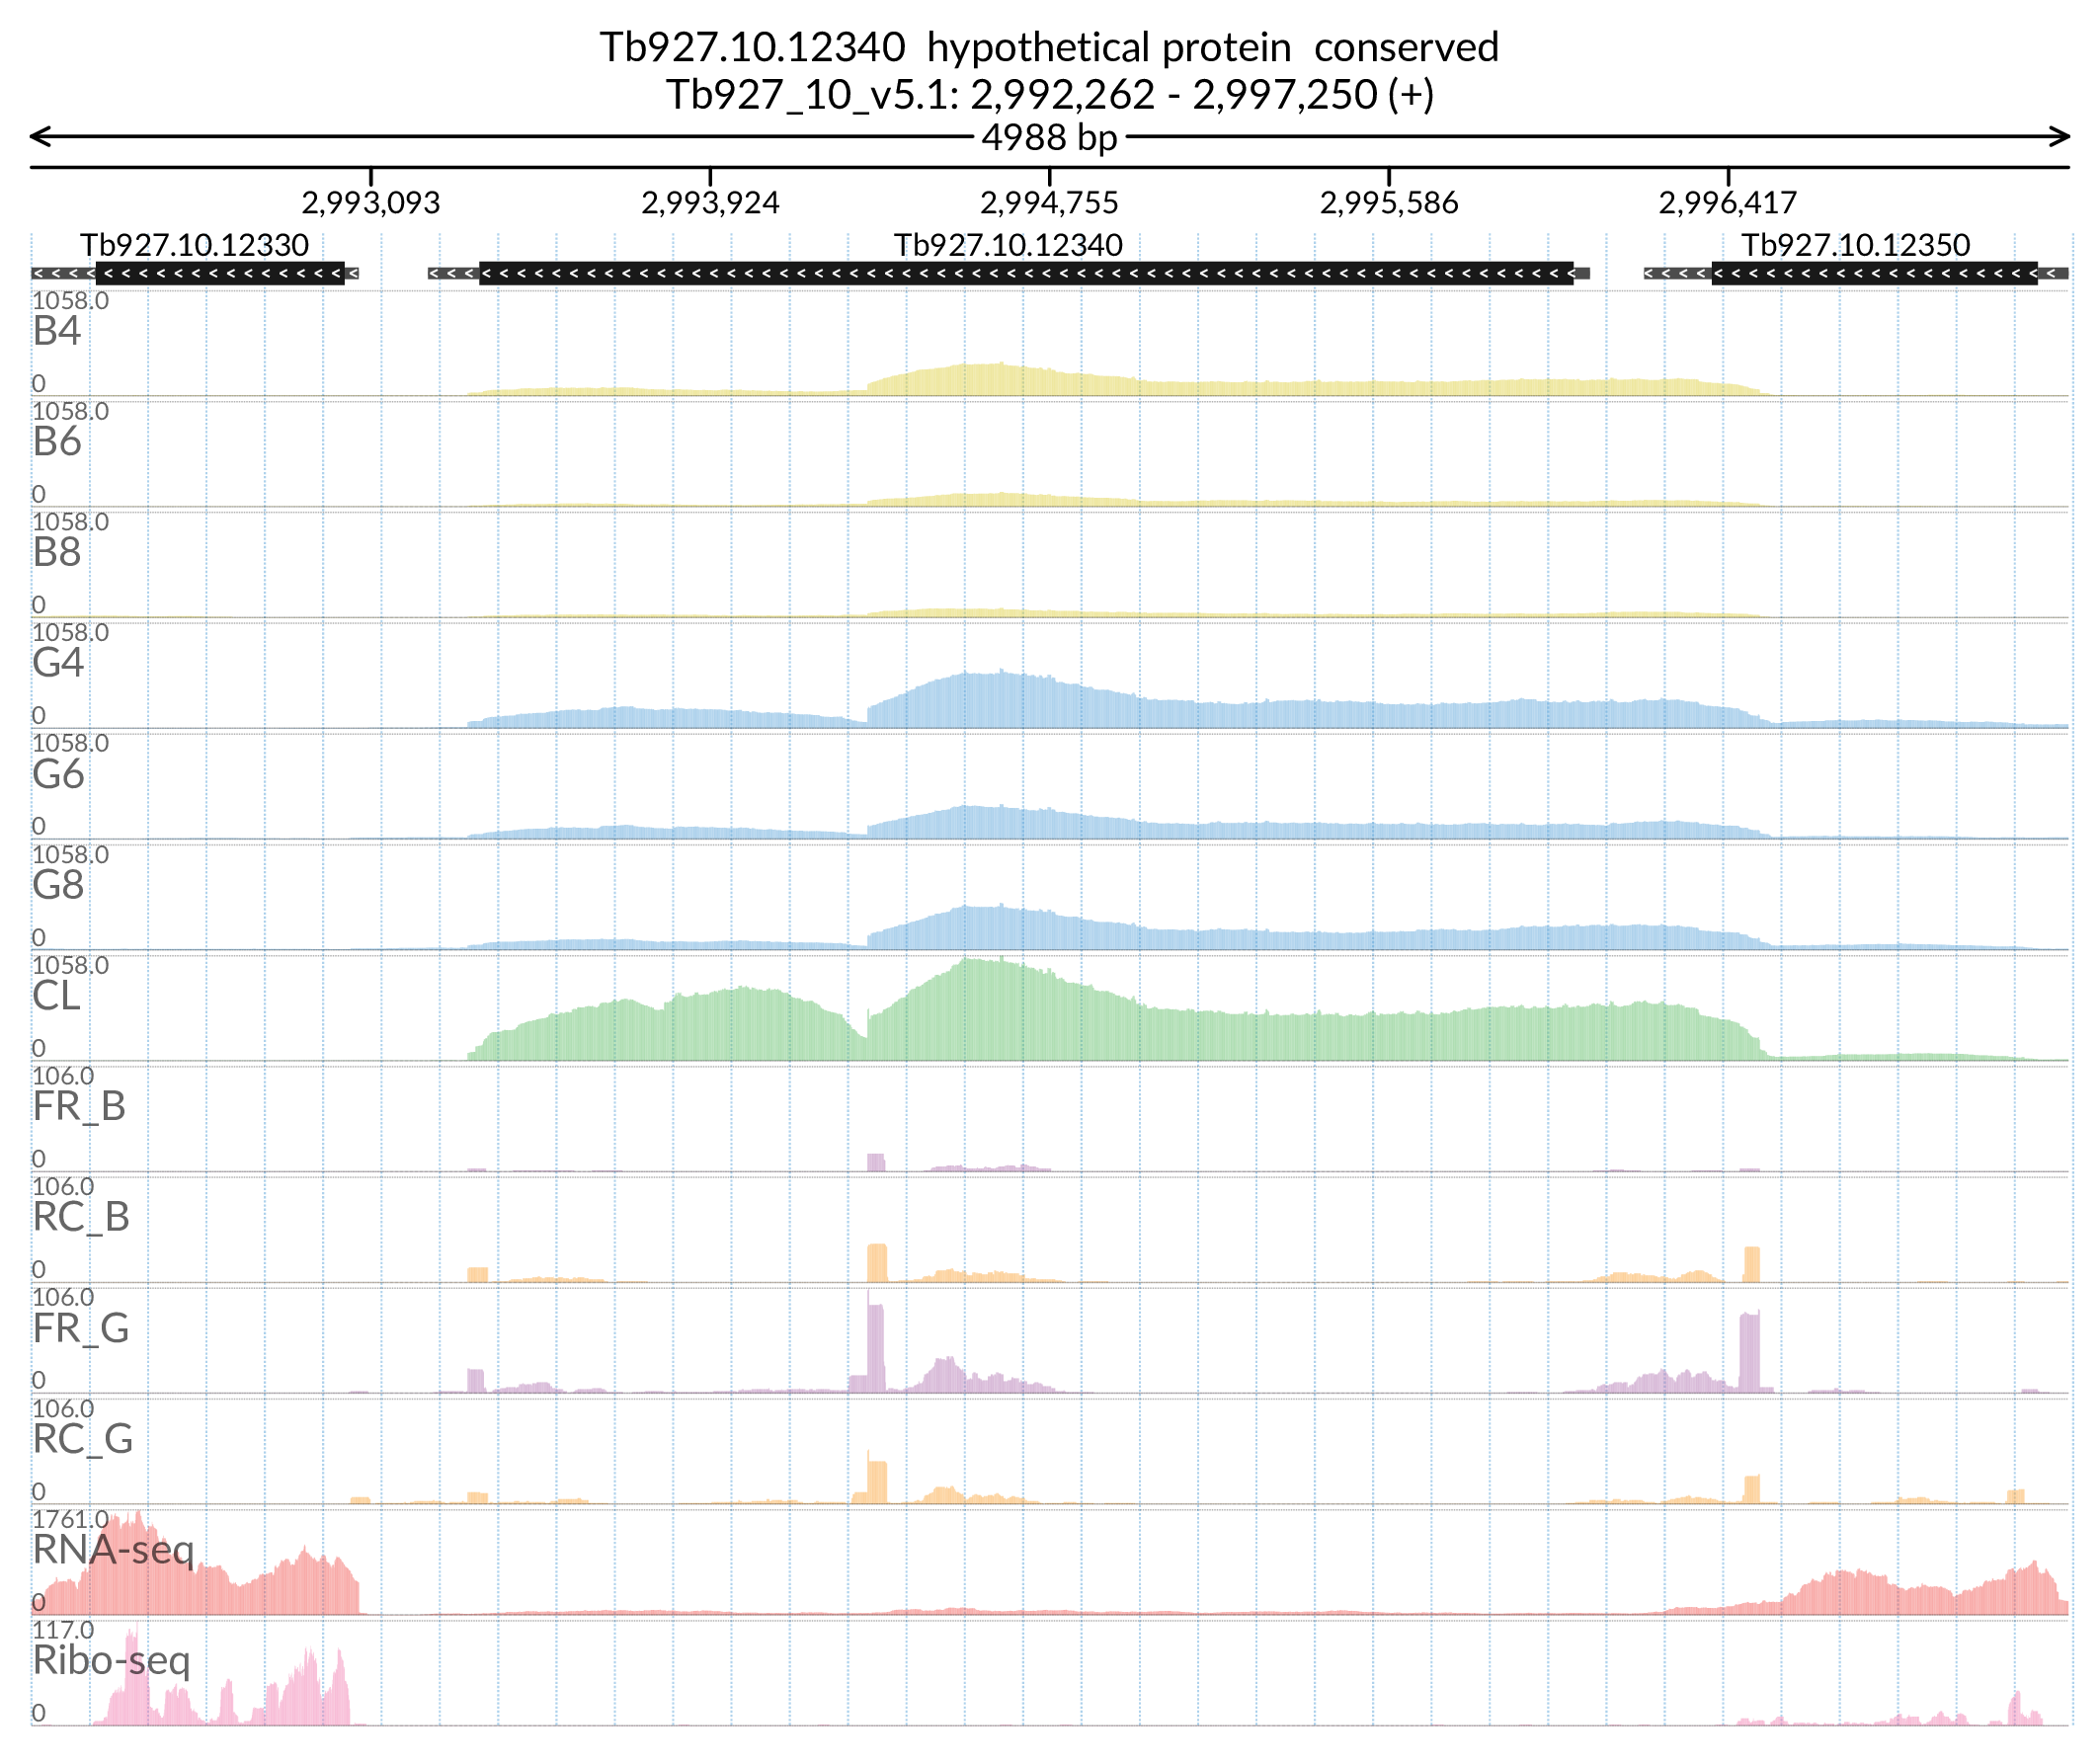 Tb927.10.12340  hypothetical protein  conserved
Tb927_10_v5.1: 2,992,262 - 2,997,250 (+)
4988 bp
2,993,093 2,993,924 2,994,755 2,995,586 2,996,417
Tb927.10.12330 Tb927.10.12340 Tb927.10.12350
1058.0
B4
0
1058.0
B6
0
1058.0
B8
0
1058.0
G4
0
1058.0
G6
0
1058.0
G8
0
1058.0
CL
0
106.0
FR_B
0
106.0
RC_B
0
106.0
FR_G
0
106.0
RC_G
0
1761.0
RNA-seq
0
117.0
Ribo-seq
0